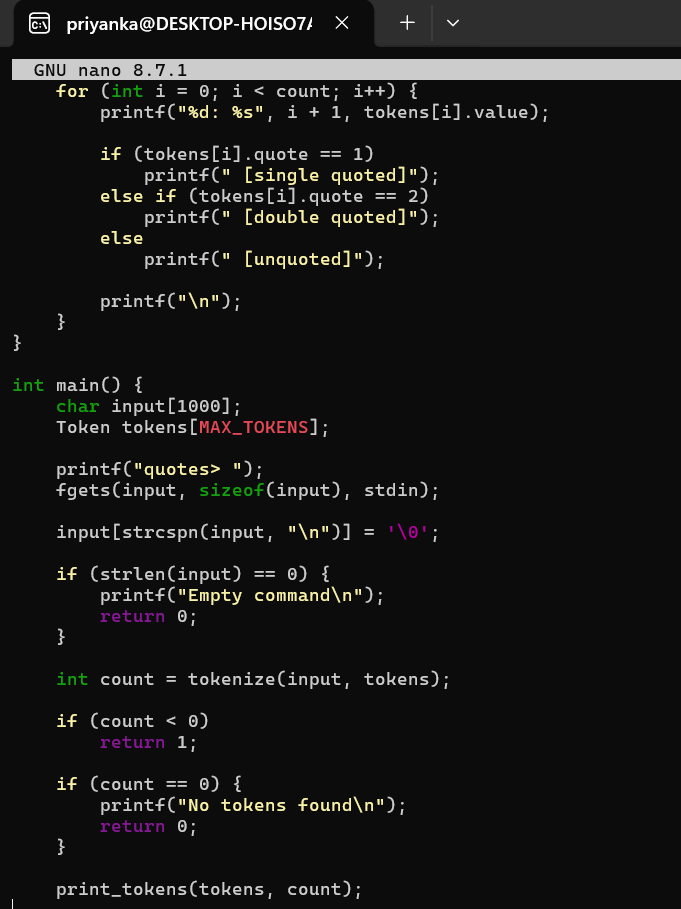 priyanka@DESKTOP-HOISO7
GNU nano 8.7.1
    for (int i = 0; i < count; i++) {
        printf("%d: %s", i + 1, tokens[i].value);

        if (tokens[i].quote == 1)
            printf(" [single quoted]");
        else if (tokens[i].quote == 2)
            printf(" [double quoted]");
        else
            printf(" [unquoted]");

        printf("\n");
    }
}

int main() {
    char input[1000];
    Token tokens[MAX_TOKENS];

    printf("quotes> ");
    fgets(input, sizeof(input), stdin);

    input[strcspn(input, "\n")] = '\0';

    if (strlen(input) == 0) {
        printf("Empty command\n");
        return 0;
    }

    int count = tokenize(input, tokens);

    if (count < 0)
        return 1;

    if (count == 0) {
        printf("No tokens found\n");
        return 0;
    }

    print_tokens(tokens, count);